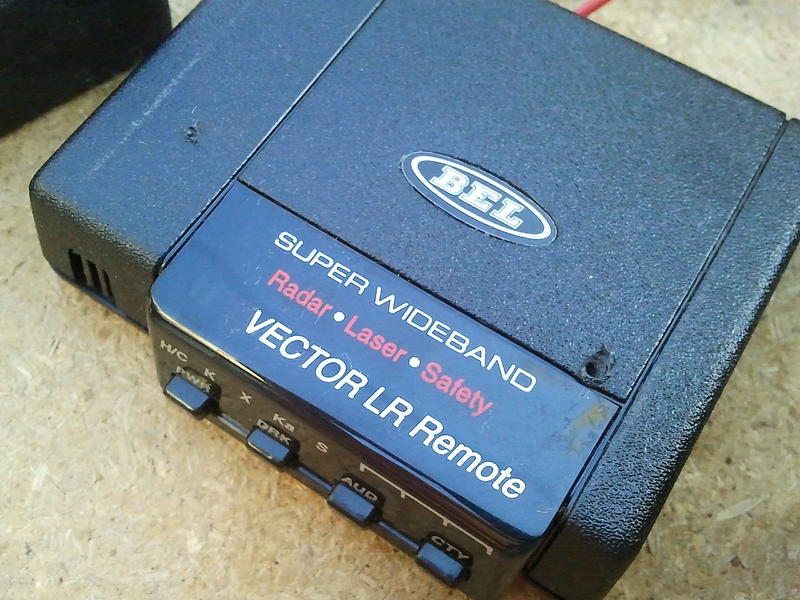 BEL
SUPER WIDEBAND
Radar • Laser • Safety
VECTOR LR Remote
H/C K X Ka S
PWR DRK AUD CTY